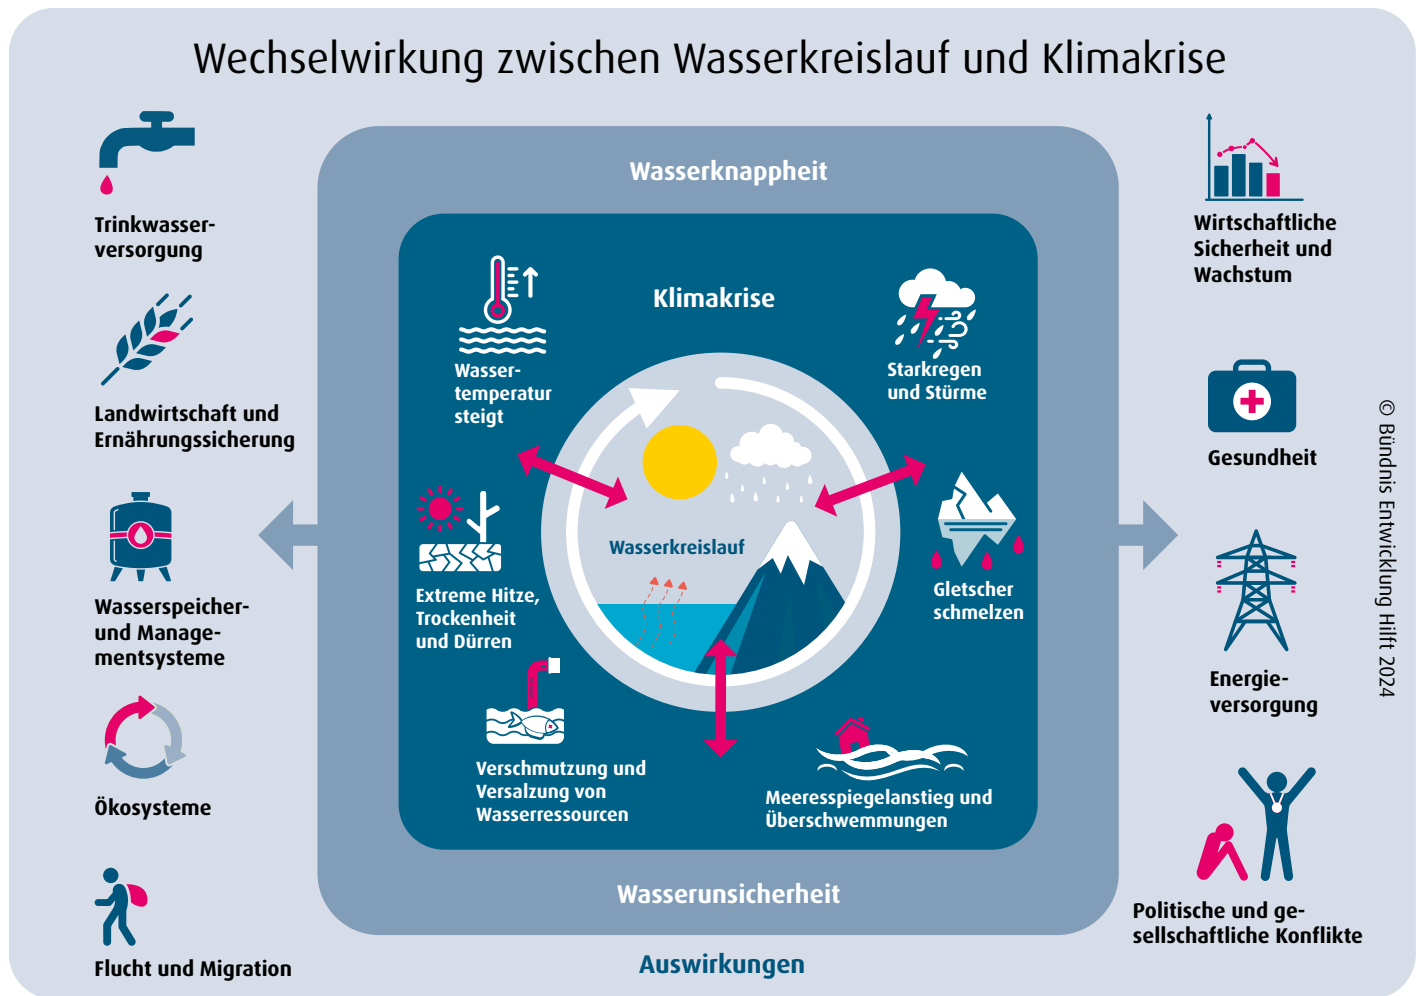 Wechselwirkung zwischen Wasserkreislauf und Klimakrise
Trinkwasser-
versorgung
Landwirtschaft und
Ernährungssicherung
Wasserspeicher-
und Manage-
mentsysteme
Ökosysteme
Flucht und Migration
Wasserknappheit
Klimakrise
Wasser-
temperatur
steigt
Starkregen
und Stürme
Extreme Hitze,
Trockenheit
und Dürren
Wasserkreislauf
Gletscher
schmelzen
Verschmutzung und
Versalzung von
Wasserressourcen
Meeresspiegelanstieg und
Überschwemmungen
Wasserunsicherheit
Auswirkungen
Wirtschaftliche
Sicherheit und
Wachstum
Gesundheit
Energie-
versorgung
Politische und ge-
sellschaftliche Konflikte
© Bündnis Entwicklung Hilft 2024